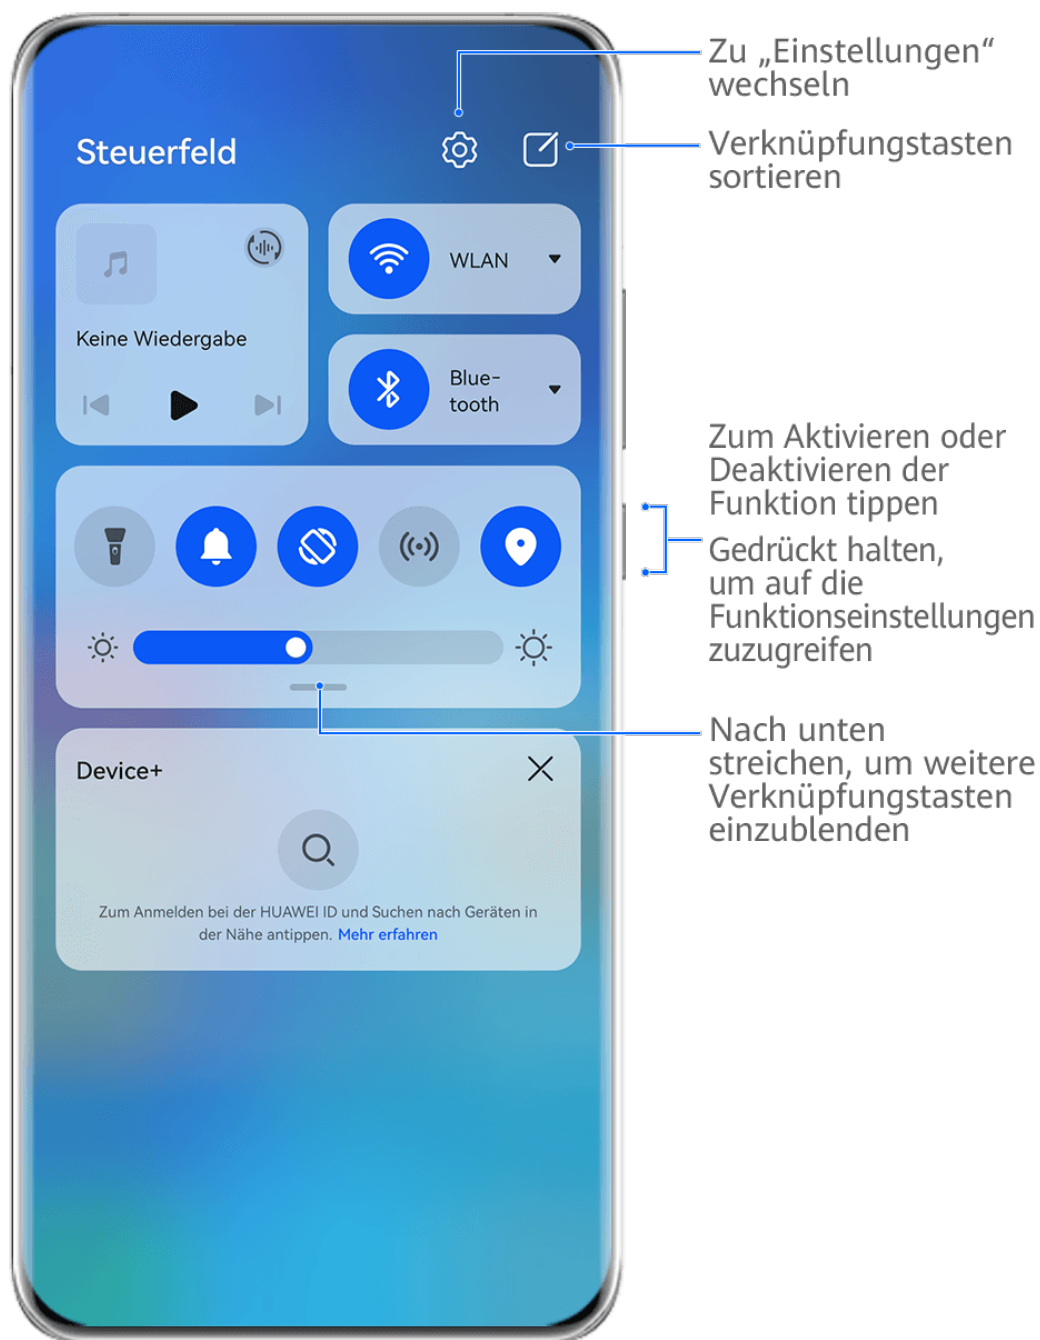 Zu „Einstellungen“
wechseln
Steuerfeld
Verknüpfungstasten
sortieren
WLAN
Keine Wiedergabe
Blue-
tooth
Zum Aktivieren oder
Deaktivieren der
Funktion tippen
Gedrückt halten,
um auf die
Funktionseinstellungen
zuzugreifen
Nach unten
streichen, um weitere
Verknüpfungstasten
einzublenden
Device+
Zum Anmelden bei der HUAWEI ID und Suchen nach Geräten in
der Nähe antippen. Mehr erfahren